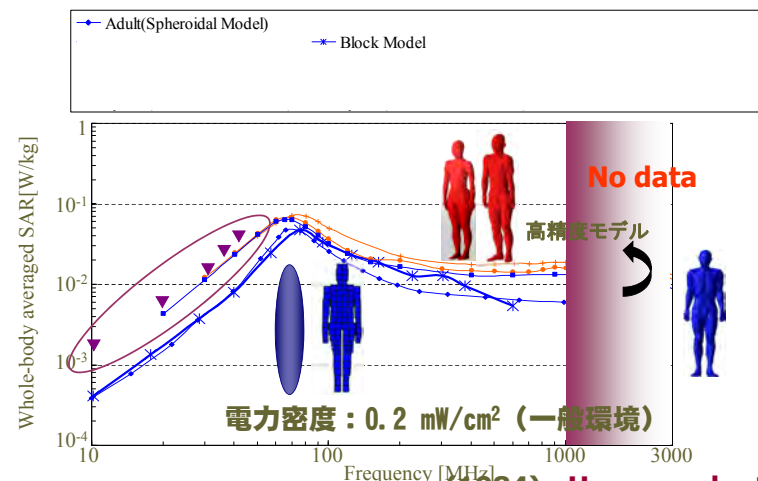 Adult(Spheroidal Model)
Block Model
Whole-body averaged SAR[W/kg]
1
10-1
10-2
10-3
10-4
No data
高精度モデル
電力密度：0.2 mW/cm²（一般環境）
10
100
1000
3000
Frequency [MHz]